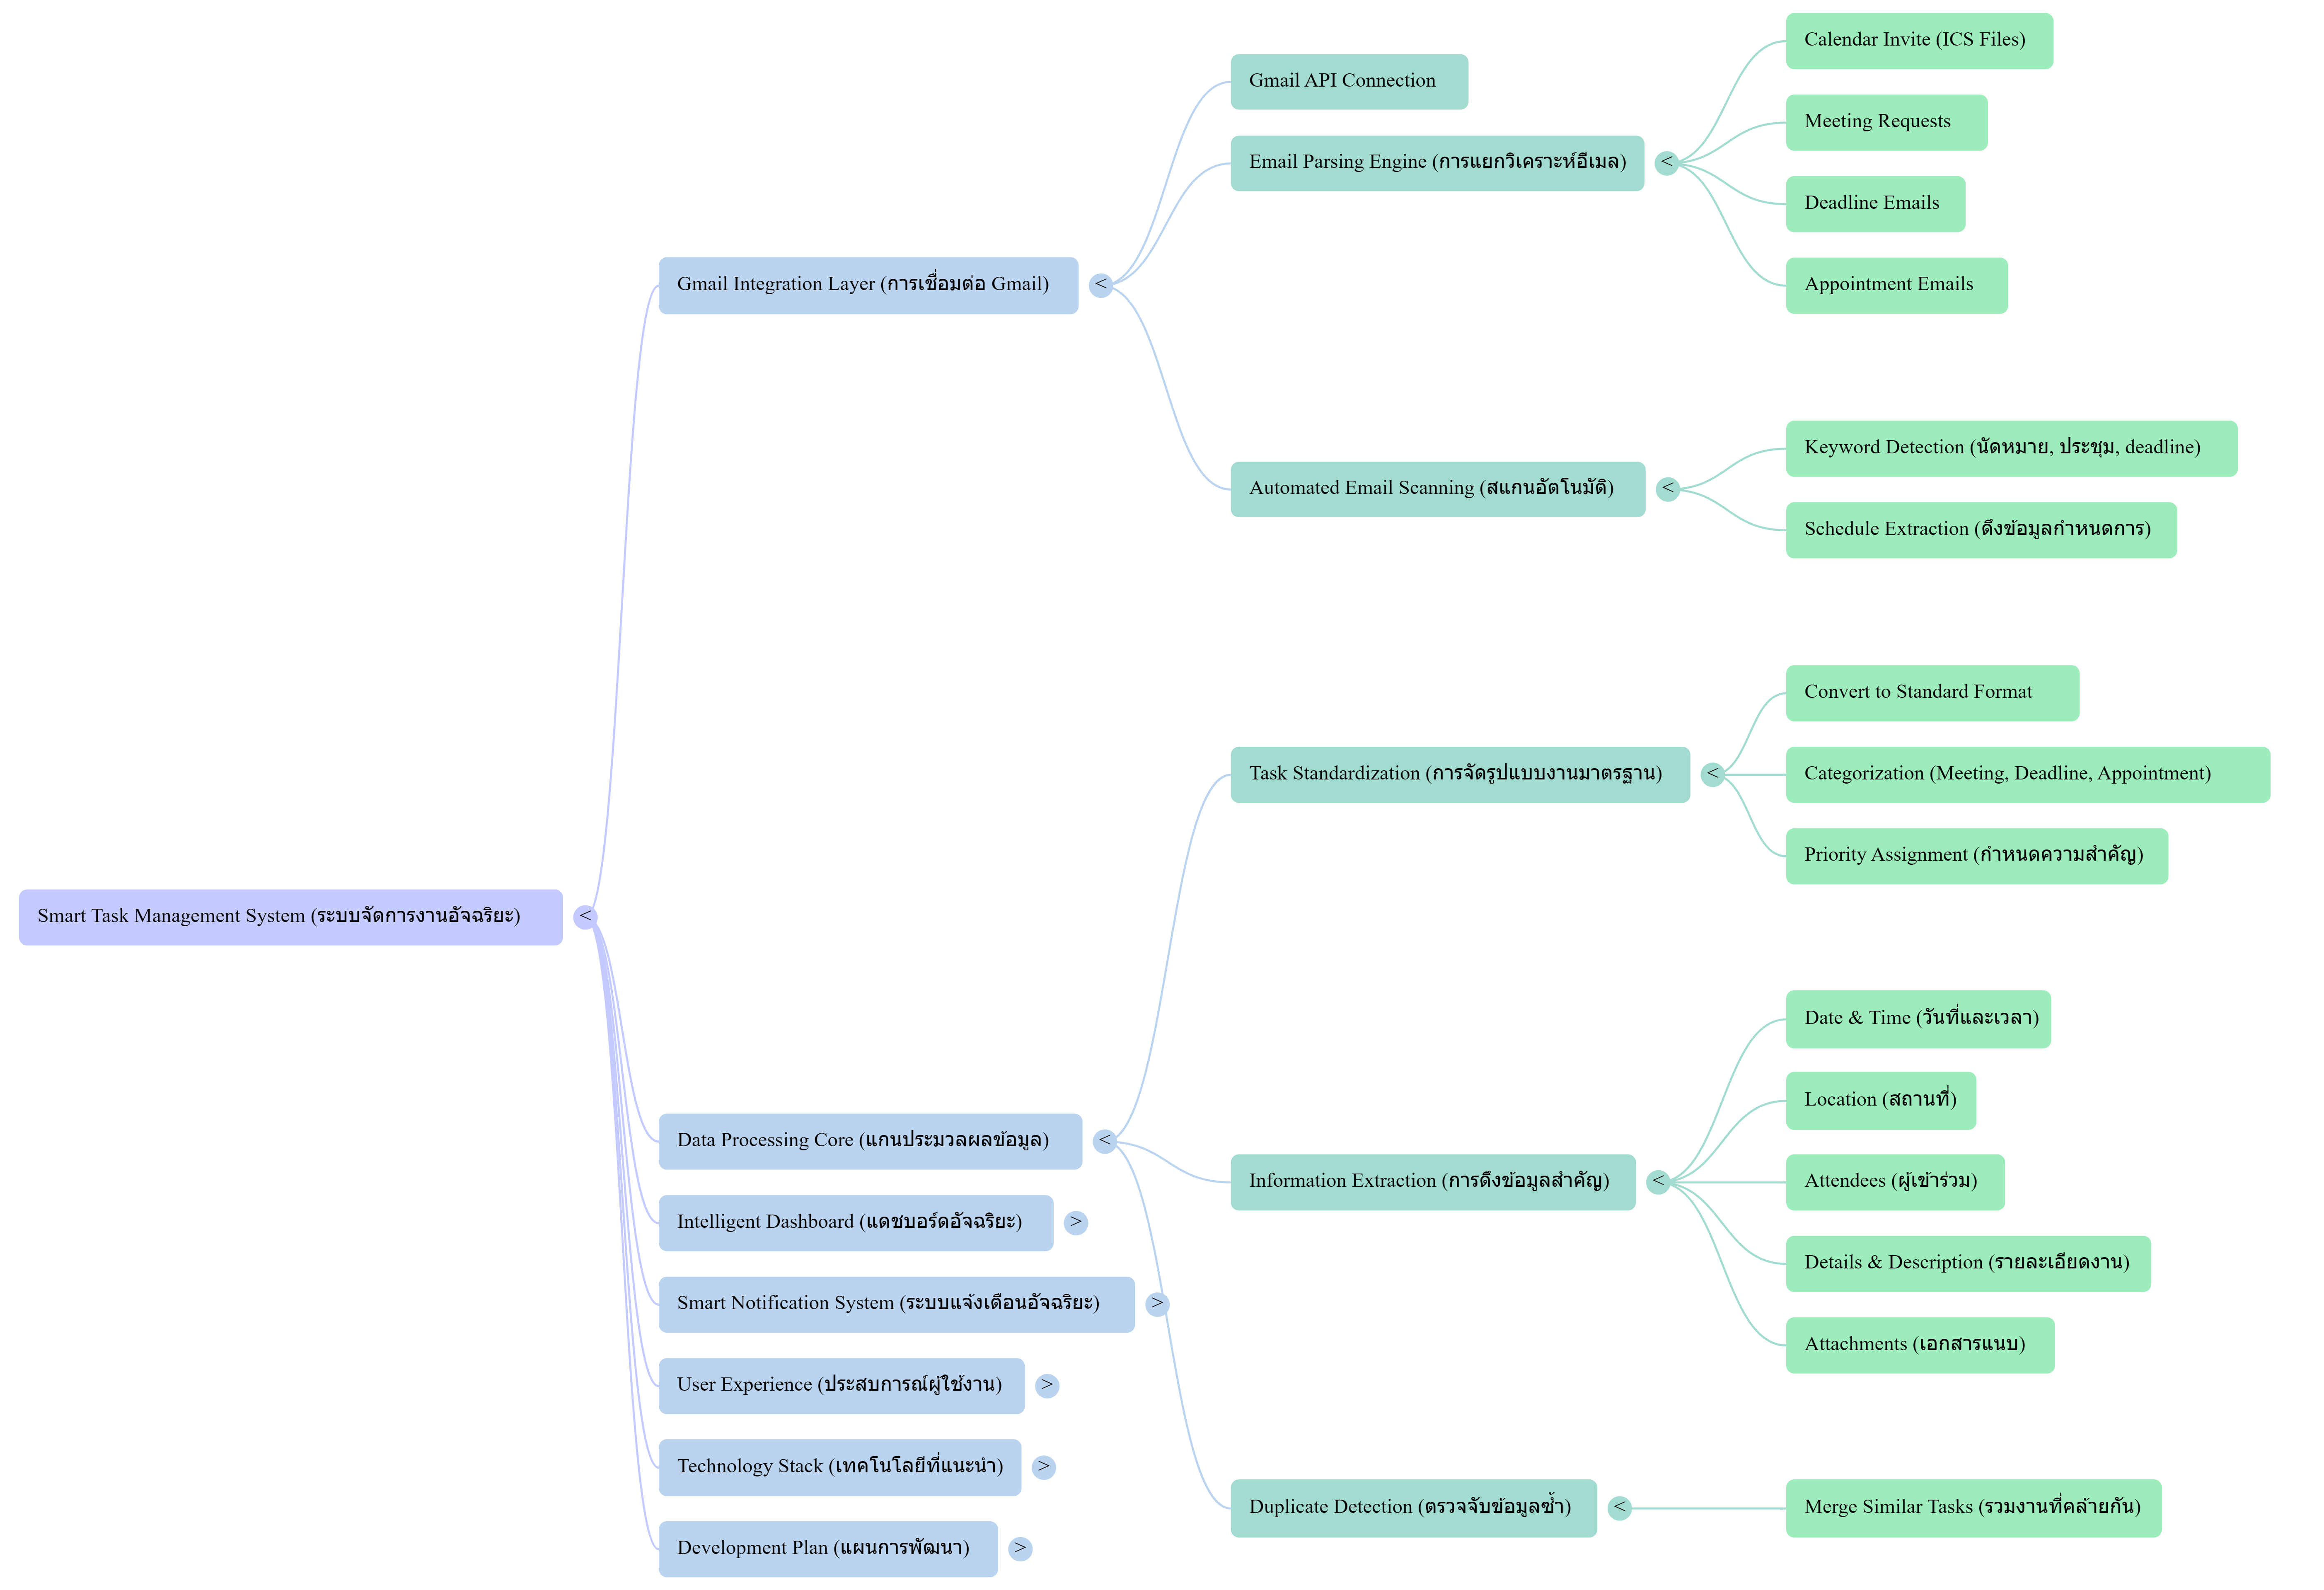 Smart Task Management System (ระบบจัดการงานอัจฉริยะ)
<
Gmail Integration Layer (การเชื่อมต่อ Gmail)
<
Gmail API Connection
Email Parsing Engine (การแยกวิเคราะห์อีเมล)
<
Calendar Invite (ICS Files)
Meeting Requests
Deadline Emails
Appointment Emails
Automated Email Scanning (สแกนอัตโนมัติ)
<
Keyword Detection (นัดหมาย, ประชุม, deadline)
Schedule Extraction (ดึงข้อมูลกำหนดการ)
Data Processing Core (แกนประมวลผลข้อมูล)
<
Task Standardization (การจัดรูปแบบงานมาตรฐาน)
<
Convert to Standard Format
Categorization (Meeting, Deadline, Appointment)
Priority Assignment (กำหนดความสำคัญ)
Information Extraction (การดึงข้อมูลสำคัญ)
<
Date & Time (วันที่และเวลา)
Location (สถานที่)
Attendees (ผู้เข้าร่วม)
Details & Description (รายละเอียดงาน)
Attachments (เอกสารแนบ)
Duplicate Detection (ตรวจจับข้อมูลซ้ำ)
<
Merge Similar Tasks (รวมงานที่คล้ายกัน)
Intelligent Dashboard (แดชบอร์ดอัจฉริยะ)
>
Smart Notification System (ระบบแจ้งเตือนอัจฉริยะ)
>
User Experience (ประสบการณ์ผู้ใช้งาน)
>
Technology Stack (เทคโนโลยีที่แนะนำ)
>
Development Plan (แผนการพัฒนา)
>